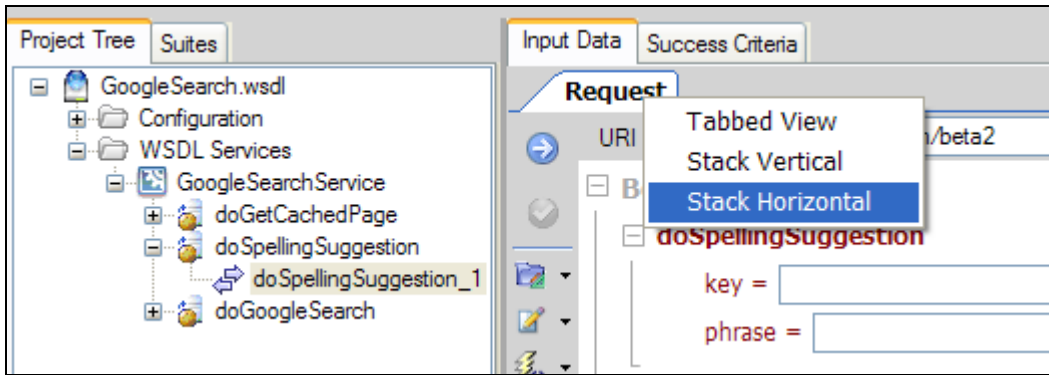 Project Tree
Suites
GoogleSearch.wsdl
Configuration
WSDL Services
GoogleSearchService
doGetCachedPage
doSpellingSuggestion
doSpellingSuggestion_1
doGoogleSearch
Input Data
Success Criteria
Request
URI
/beta2
Tabbed View
Stack Vertical
Stack Horizontal
doSpellingSuggestion
key =
phrase =